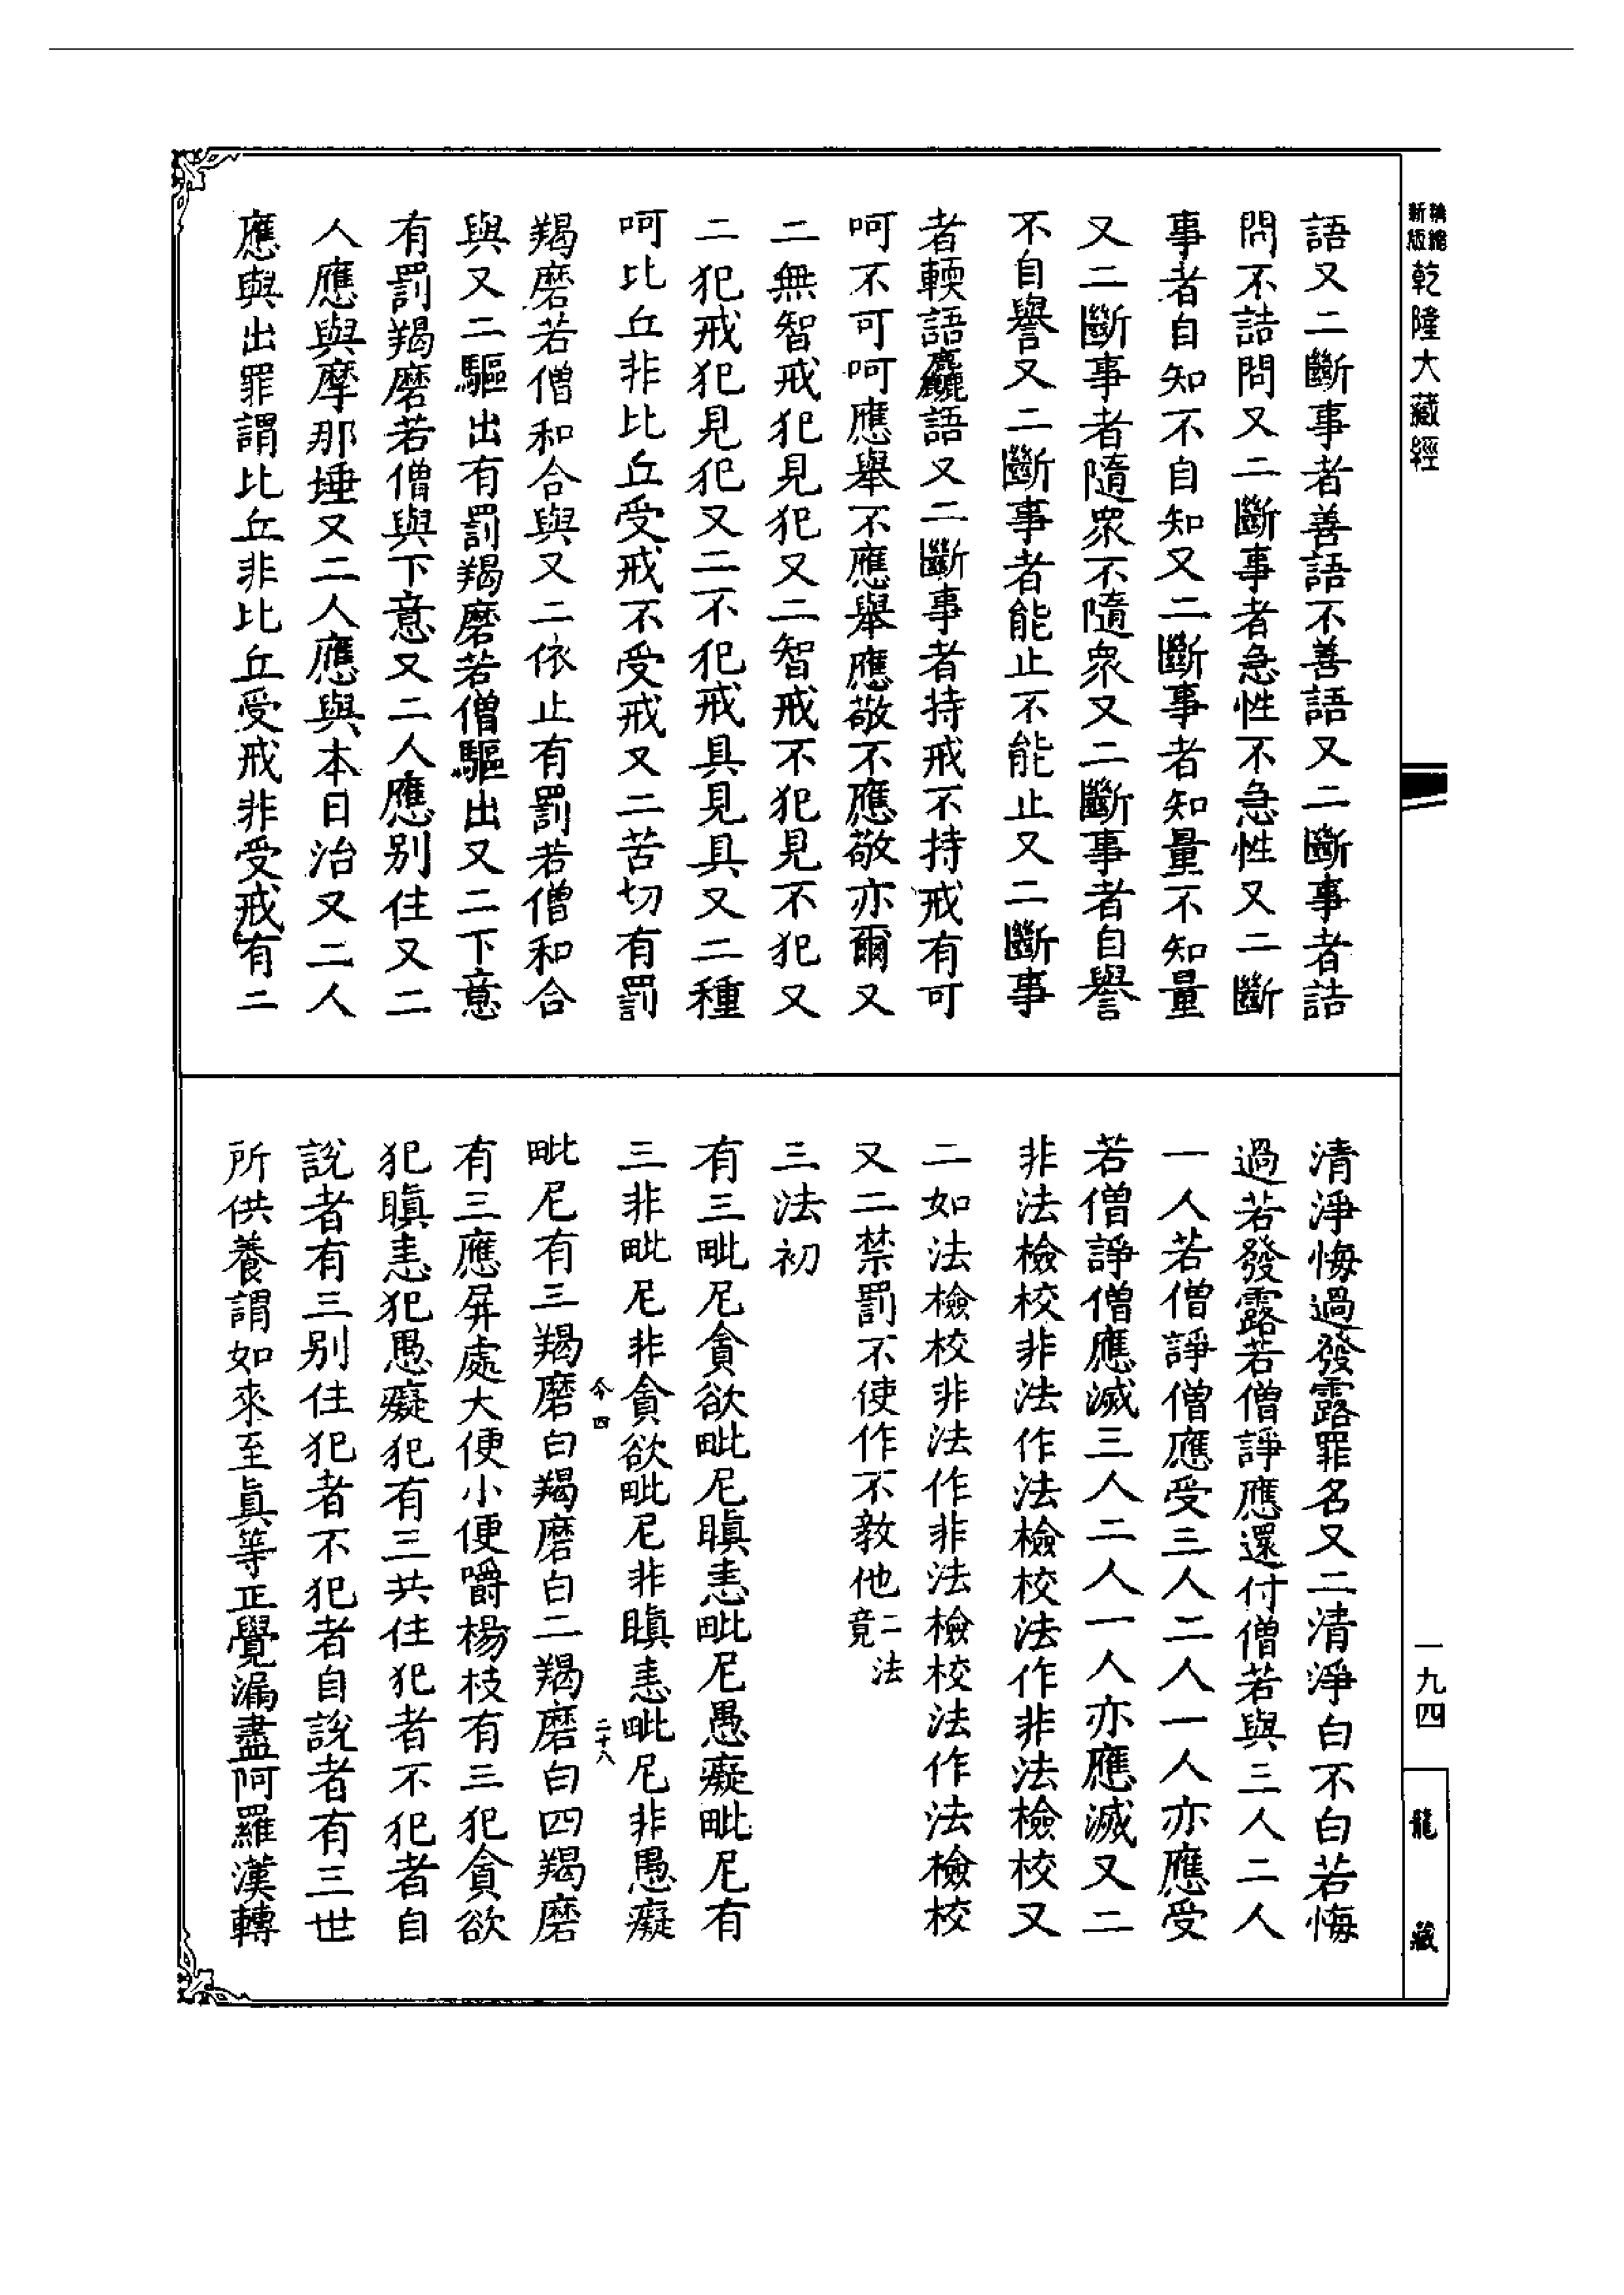 新縮
版縮
乾隆大藏經
語又二斷事者善語不善語又二斷事者詰
問不詰問又二斷事者急性不急性又二斷
事者自知不自知又二斷事者知量不知量
又二斷事者隨眾不隨眾又二斷事者自譽
不自譽又二斷事者能止不能止又二斷事
者輭語麤語又二斷事者持戒不持戒有可
呵不可呵應舉不應舉應敬不應敬亦爾又
二無智戒犯見犯又二智戒不犯見不犯又
二犯戒犯見犯又二不犯戒具見具又二種
呵比丘非比丘受戒不受戒又二苦切有罰
羯磨若僧和合與又二依止有罰若僧和合
與又二驅出有罰羯磨若僧驅出又二下意
有罰羯磨若僧與下意又二人應別住又二
人應與摩那埵又二人應與本日治又二人
應與出罪謂比丘非比丘受戒非受戒有二
清淨悔過發露罪名又二清淨白不白若悔
過若發露若僧諍應還付僧若與三人二人
一人若僧諍僧應受三人二人一人亦應受
若僧諍僧應滅三人二人一人亦應滅又二
非法檢校非法作法檢校法作非法檢校又
二如法檢校非法作非法檢校法作法檢校
又二禁罰不使作不教他二法竟
三法初
有三毗尼貪欲毗尼瞋恚毗尼愚癡毗尼有
三非毗尼非貪欲毗尼非瞋恚毗尼非愚癡
今四
二十八
毗尼有三羯磨白羯磨白二羯磨白四羯磨
有三應屏處大便小便嚼楊枝有三犯貪欲
犯瞋恚犯愚癡犯有三共住犯者不犯者自
說者有三別住犯者不犯者自說者有三世
所供養謂如來至真等正覺漏盡阿羅漢轉
一九四
龍藏